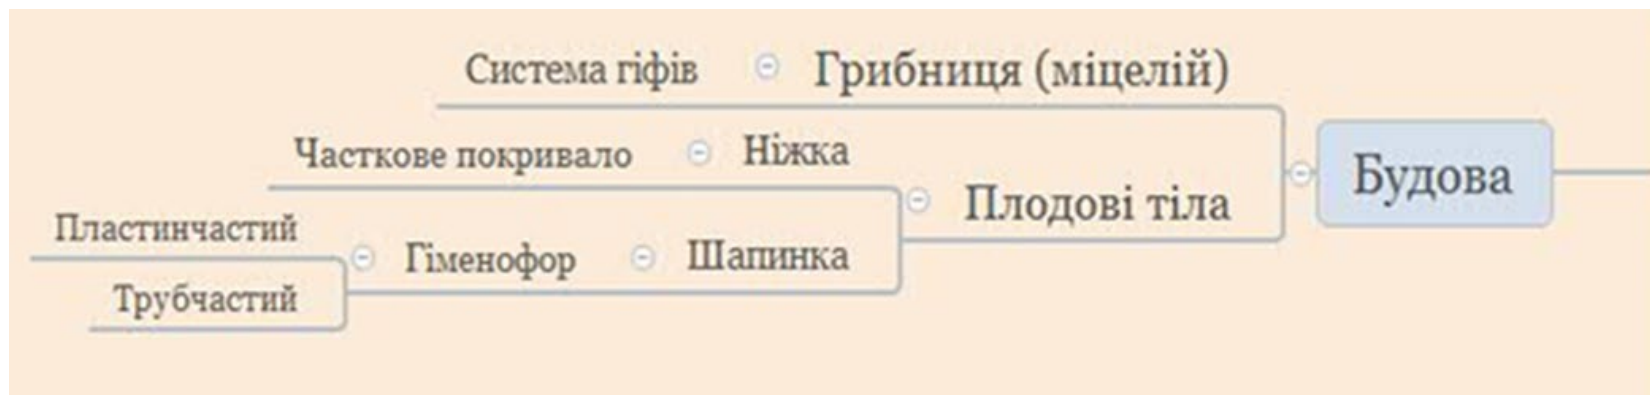 Система гіфів Грибниця (міцелій)
Часткове покривало Ніжка
Плодові тіла Будова
Пластинчастий
Гіменофор Шапинка
Трубчастий